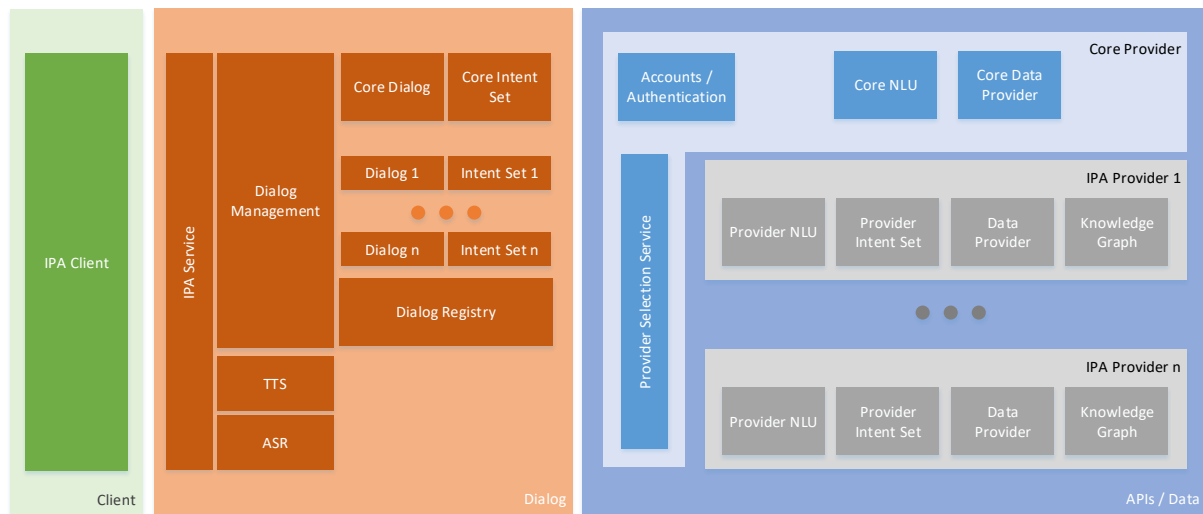 IPA Client
Client
IPA Service
Dialog
Management
TTS
ASR
Core Dialog
Core Intent
Set
Dialog 1
Intent Set 1
Dialog n
Intent Set n
Dialog Registry
Dialog
Core Provider
Accounts /
Authentication
Core NLU
Core Data
Provider
Provider Selection Service
IPA Provider 1
Provider NLU
Provider
Intent Set
Data
Provider
Knowledge
Graph
IPA Provider n
Provider NLU
Provider
Intent Set
Data
Provider
Knowledge
Graph
APIs / Data